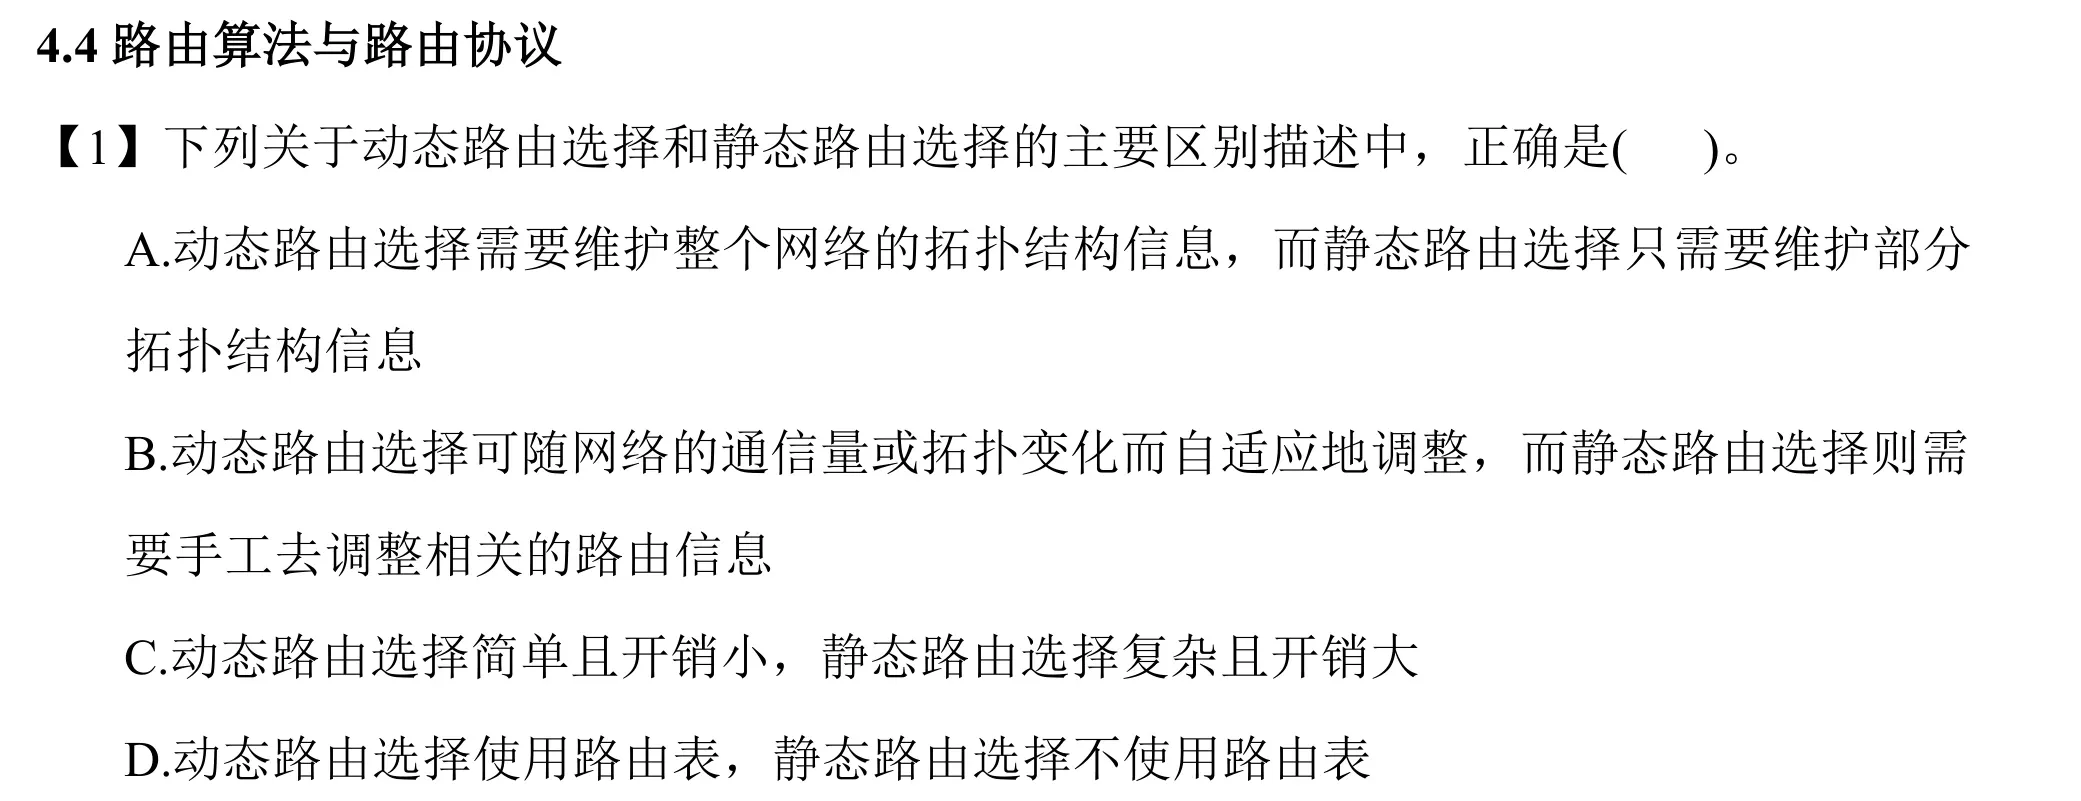 4.4 路由算法与路由协议
【1】下列关于动态路由选择和静态路由选择的主要区别描述中，正确是(   )。
A.动态路由选择需要维护整个网络的拓扑结构信息，而静态路由选择只需要维护部分
拓扑结构信息
B.动态路由选择可随网络的通信量或拓扑变化而自适应地调整，而静态路由选择则需
要手工去调整相关的路由信息
C.动态路由选择简单且开销小，静态路由选择复杂且开销大
D.动态路由选择使用路由表，静态路由选择不使用路由表